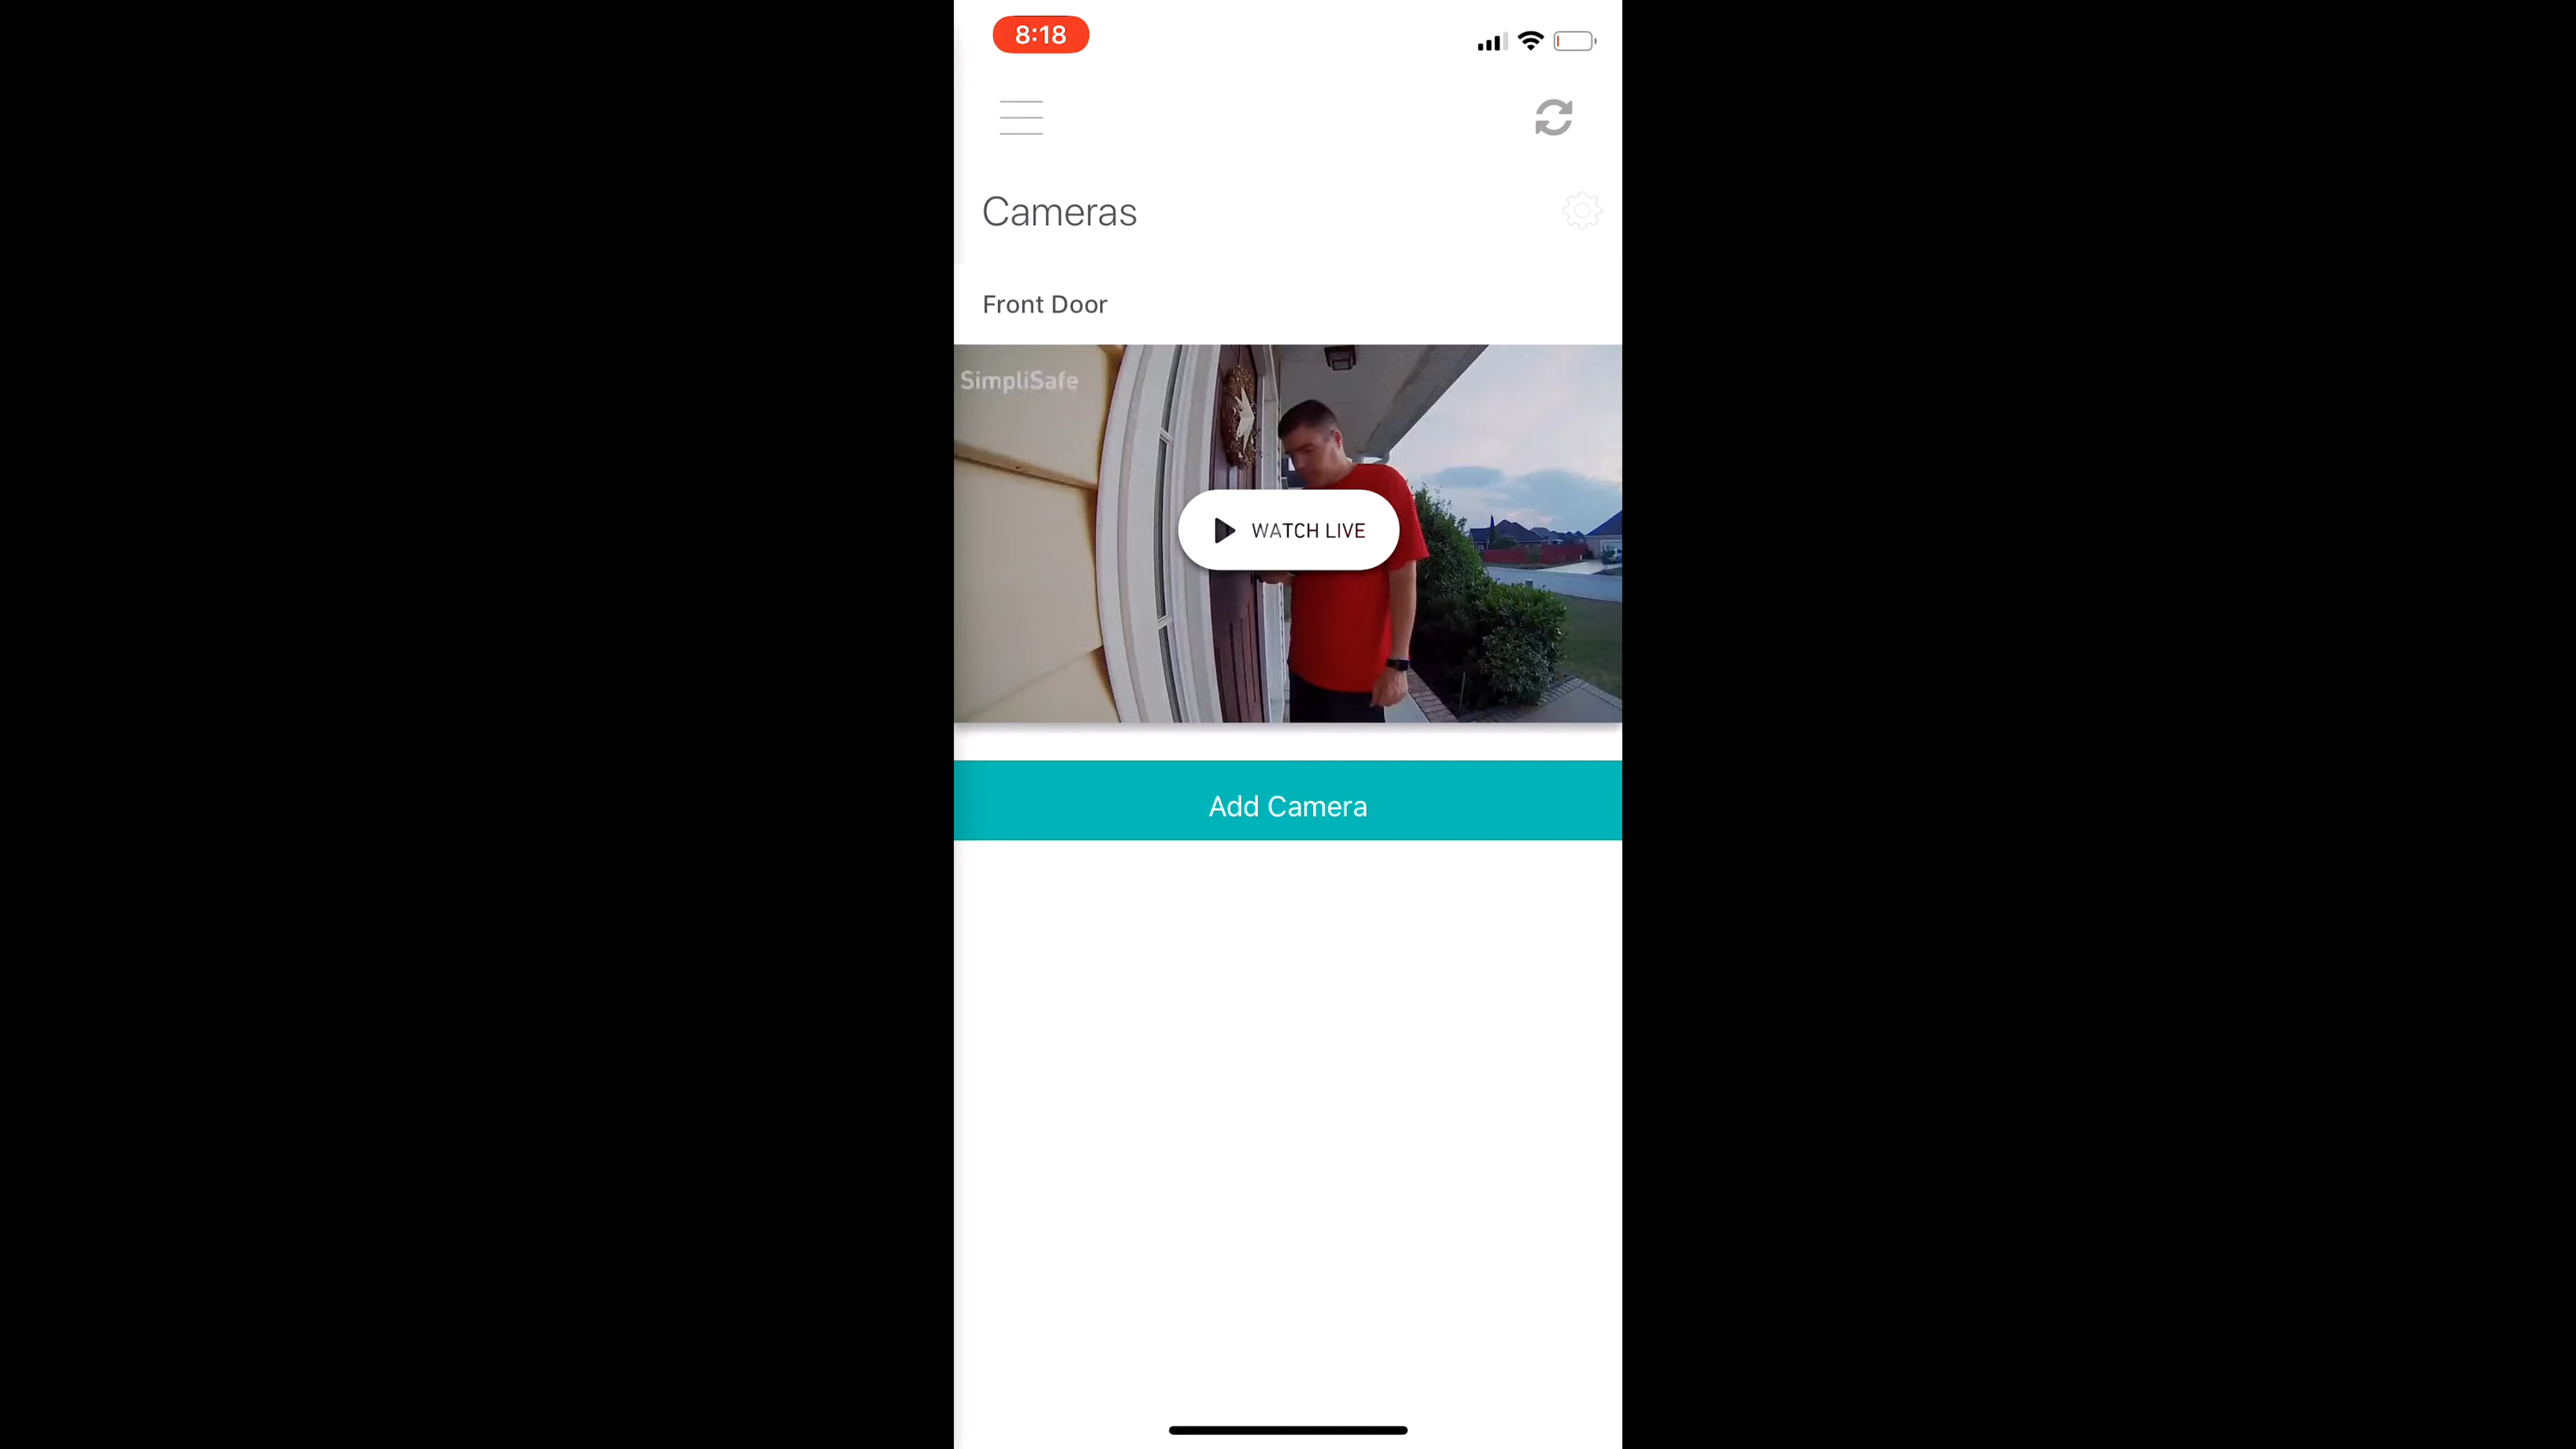 8:18
Cameras
Front Door
SimpliSafe
WATCH LIVE
Add Camera